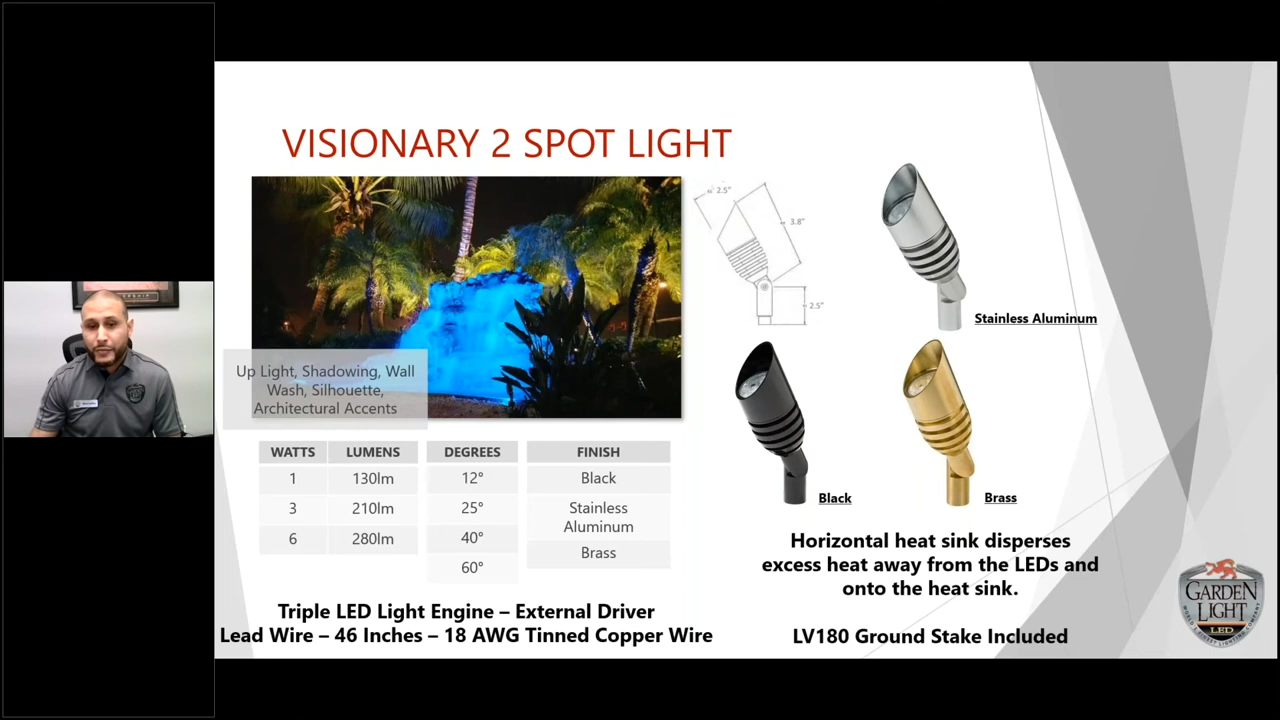 VISIONARY 2 SPOT LIGHT
2.5"
3.8"
2.5"
Stainless Aluminum
Up Light, Shadowing, Wall
Wash, Silhouette,
Architectural Accents
Black
Brass
WATTS LUMENS DEGREES FINISH
1 130lm 12° Black
3 210lm 25° Stainless Aluminum
6 280lm 40° Brass
60°
Horizontal heat sink disperses
excess heat away from the LEDs and
onto the heat sink.
Triple LED Light Engine – External Driver
Lead Wire – 46 Inches – 18 AWG Tinned Copper Wire
LV180 Ground Stake Included
GARDEN
LIGHT
LED